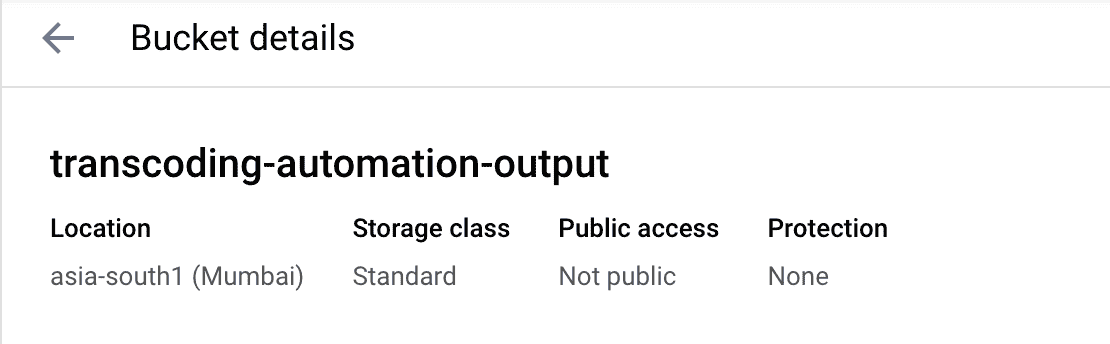 Bucket details
transcoding-automation-output
Location Storage class Public access Protection
asia-south1 (Mumbai) Standard Not public None